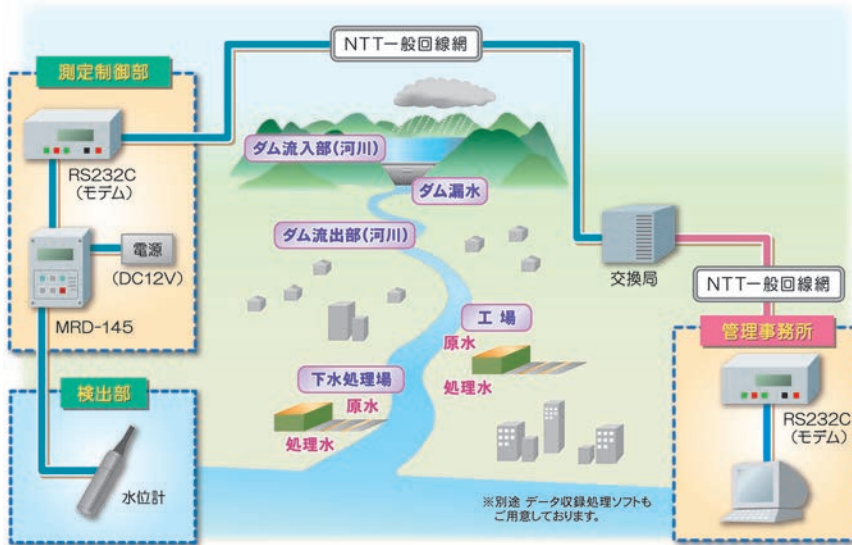 NTT一般回線網
測定制御部
RS232C
(モデム)
電源
(DC12V)
MRD-145
検出部
水位計
ダム流入部(河川)
ダム漏水
ダム流出部(河川)
工場
原水
処理水
下水処理場
原水
処理水
交換局
NTT一般回線網
管理事務所
RS232C
(モデム)
※別途 データ収録処理ソフトも
ご用意しております。